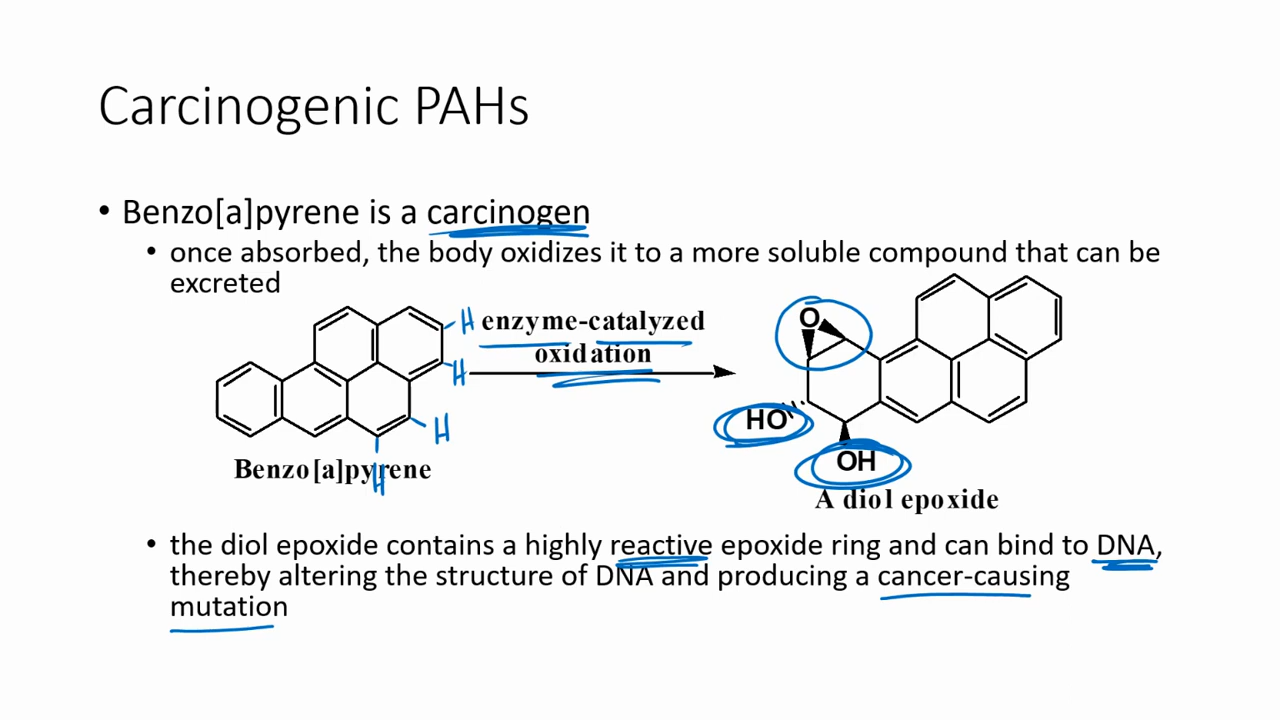 Carcinogenic PAHs
• Benzo[a]pyrene is a carcinogen
• once absorbed, the body oxidizes it to a more soluble compound that can be
excreted
H
H
H
H
enzyme-catalyzed
oxidation
Benzo[a]pyrene
O
HO
OH
A diol epoxide
• the diol epoxide contains a highly reactive epoxide ring and can bind to DNA,
thereby altering the structure of DNA and producing a cancer-causing
mutation